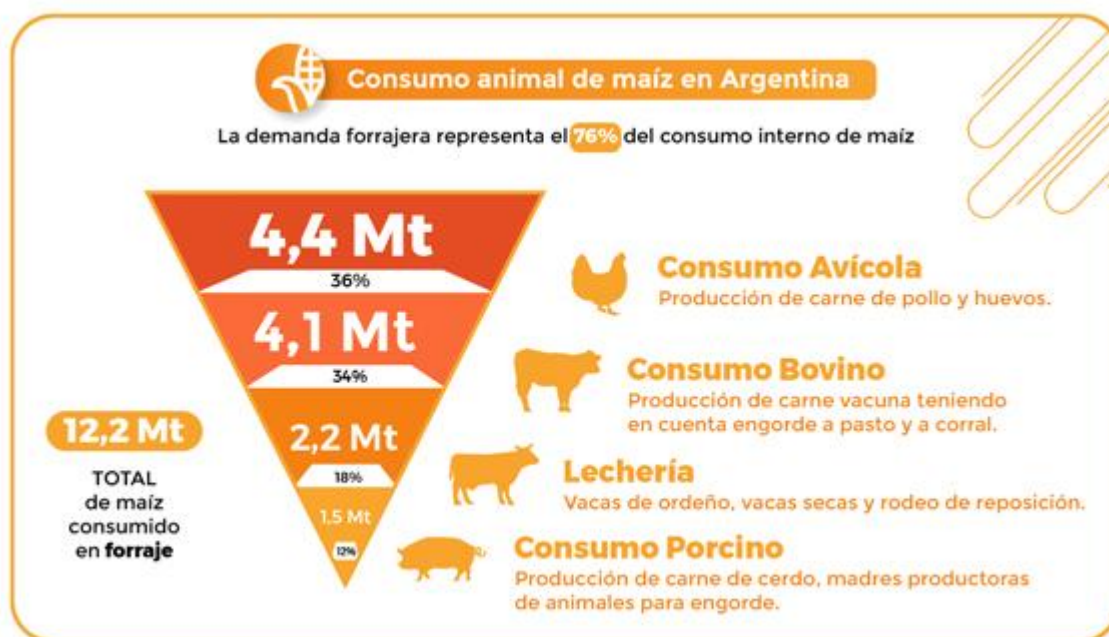 Consumo animal de maíz en Argentina
La demanda forrajera representa el 76% del consumo interno de maíz
4,4 Mt
36%
Consumo Avícola
Producción de carne de pollo y huevos.
4,1 Mt
34%
Consumo Bovino
Producción de carne vacuna teniendo
en cuenta engorde a pasto y a corral.
12,2 Mt
TOTAL
de maíz
consumido
en forraje
2,2 Mt
18%
Lechería
Vacas de ordeño, vacas secas y rodeo de reposición.
1,5 Mt
12%
Consumo Porcino
Producción de carne de cerdo, madres productoras
de animales para engorde.